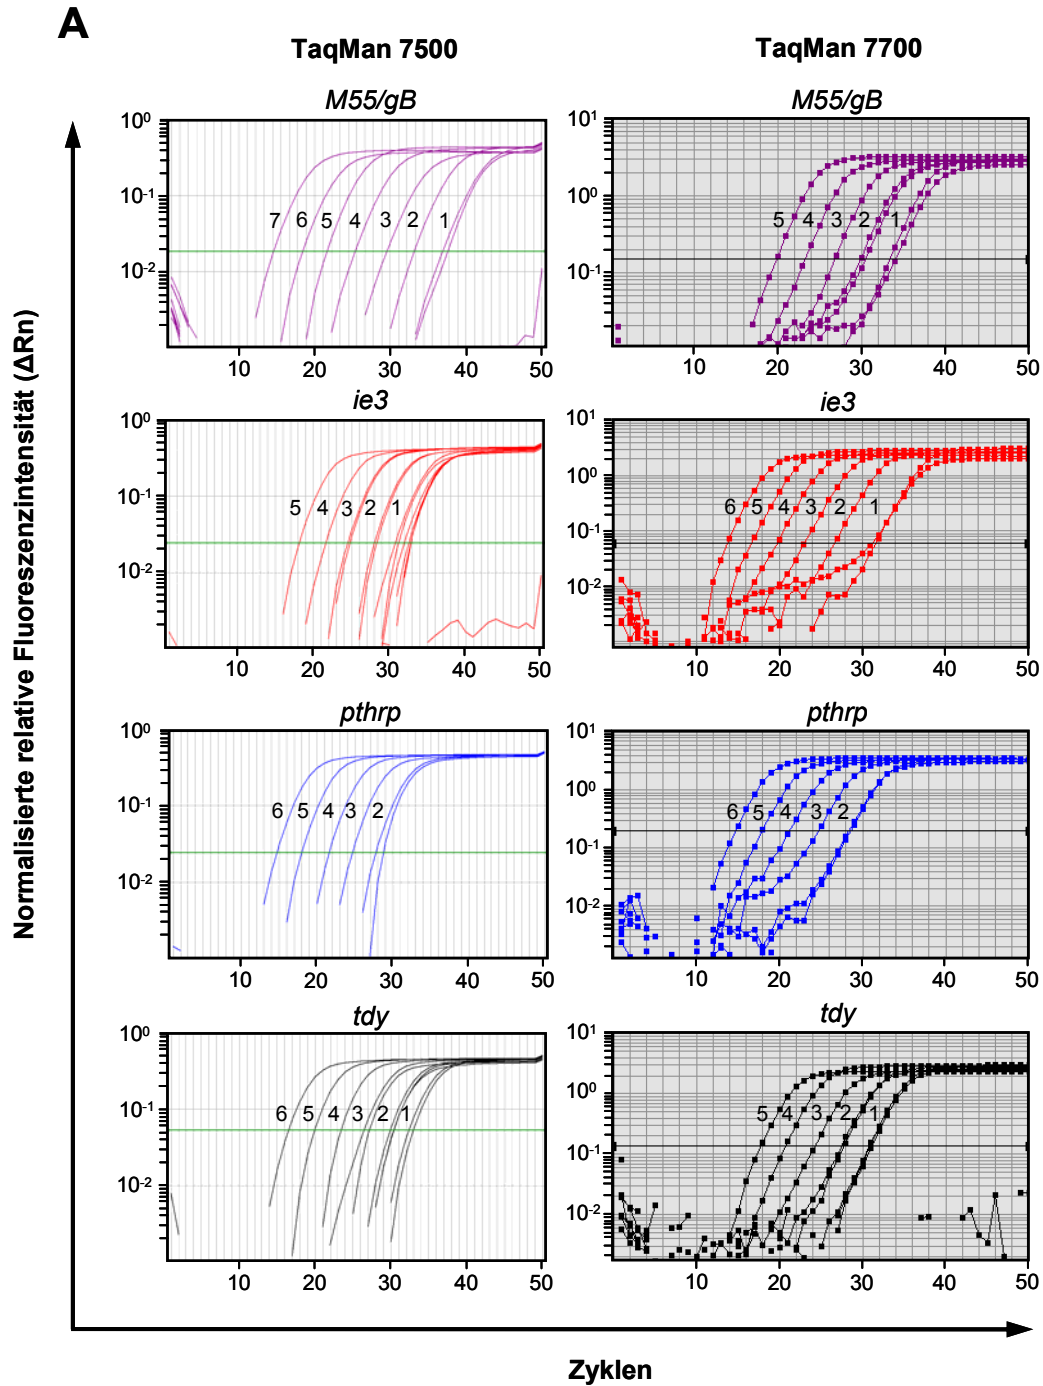 A
TaqMan 7500
TaqMan 7700
M55/gB
M55/gB
10⁰
10⁻¹
10⁻²
7 6 5 4 3 2 1
10 20 30 40 50
10¹
10⁰
10⁻¹
5 4 3 2 1
10 20 30 40 50
ie3
ie3
10⁰
10⁻¹
10⁻²
5 4 3 2 1
10 20 30 40 50
10¹
10⁰
10⁻¹
10⁻²
6 5 4 3 2 1
10 20 30 40 50
pthrp
pthrp
10⁰
10⁻¹
10⁻²
6 5 4 3 2
10 20 30 40 50
10¹
10⁰
10⁻¹
10⁻²
6 5 4 3 2
10 20 30 40 50
tdy
tdy
10⁰
10⁻¹
10⁻²
6 5 4 3 2 1
10 20 30 40 50
10¹
10⁰
10⁻¹
10⁻²
5 4 3 2 1
10 20 30 40 50
Normalisierte relative Fluoreszenzintensität (ΔRn)
Zyklen